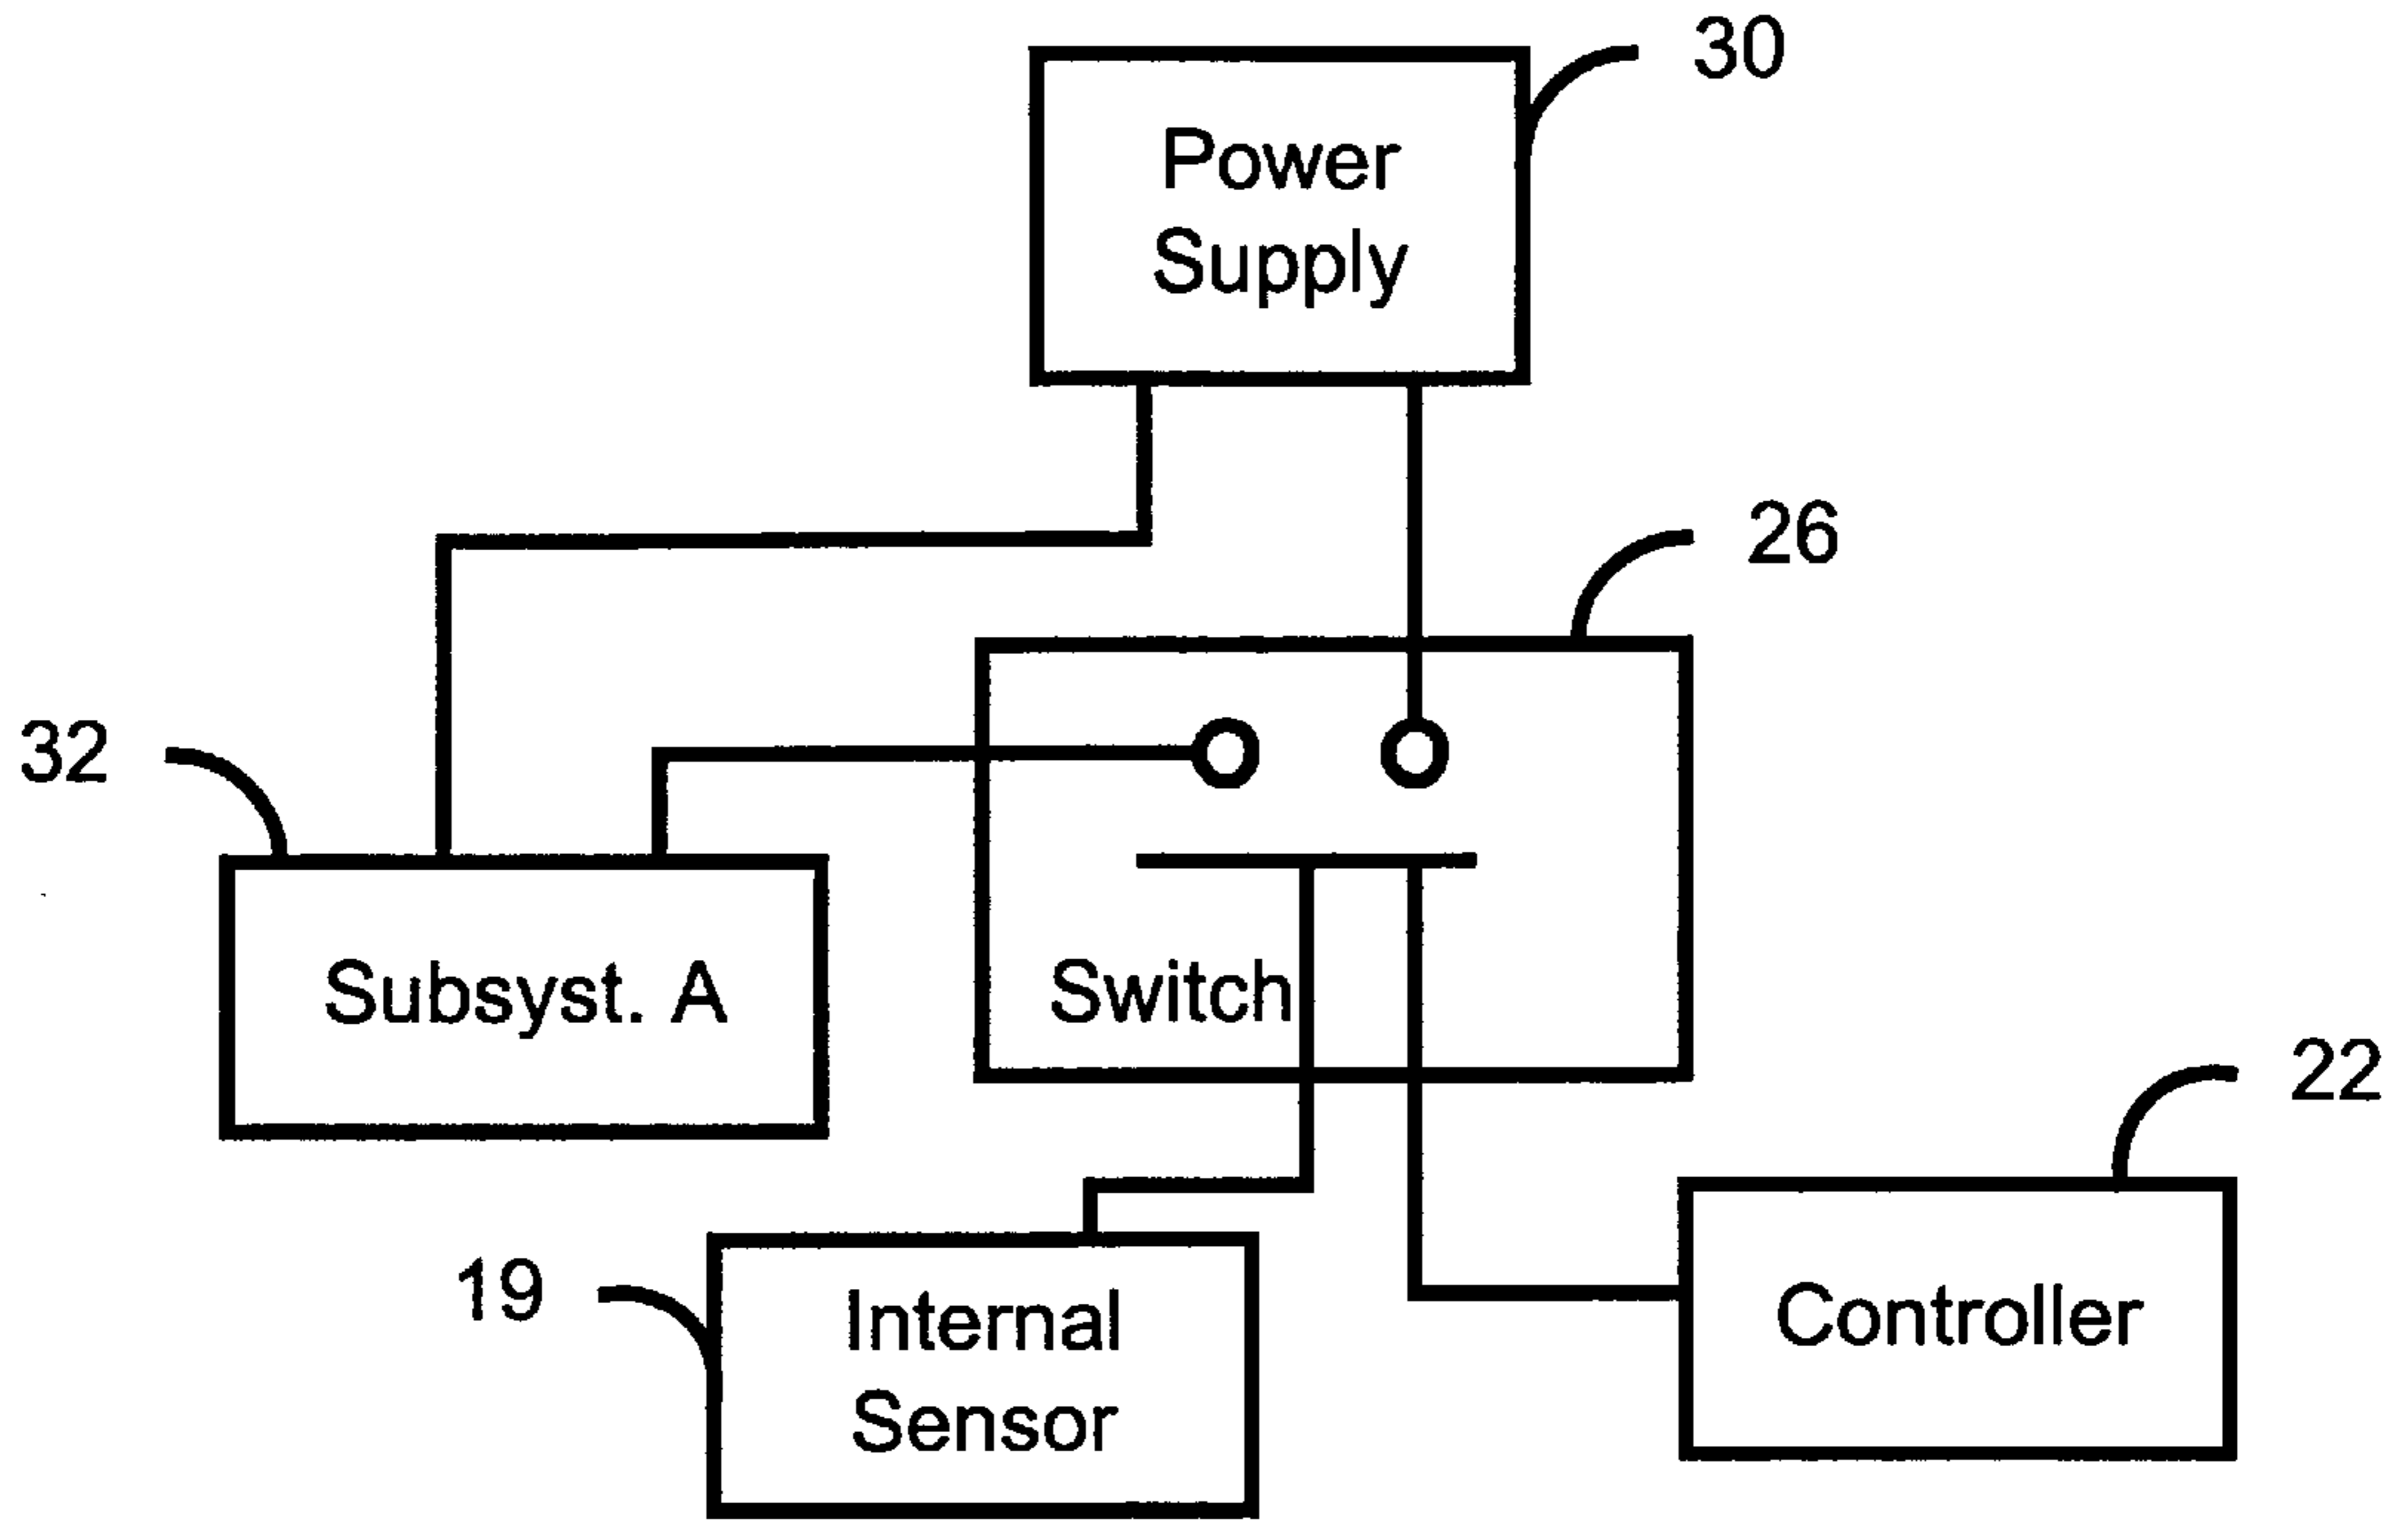 30
Power
Supply
26
32
Subsyst. A
Switch
22
19
Internal
Sensor
Controller